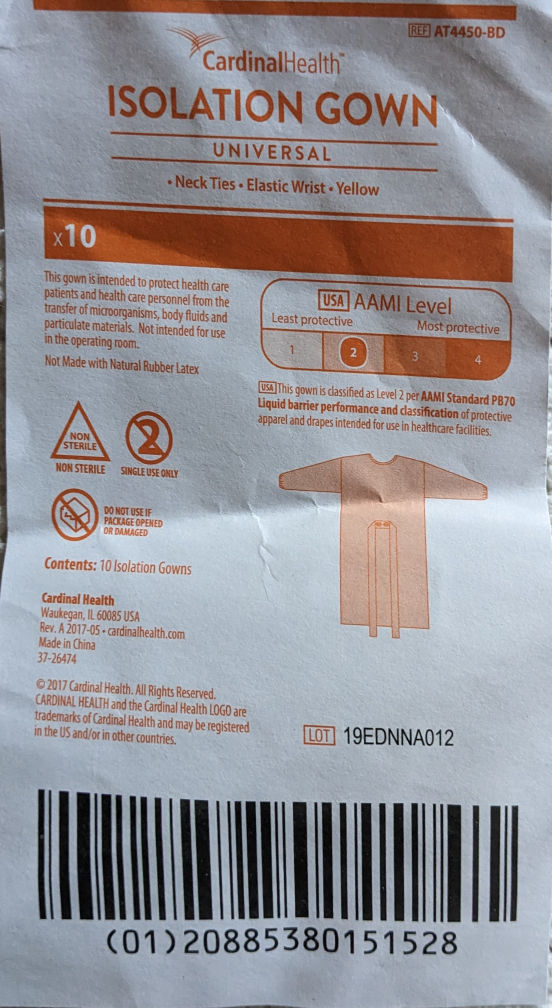 REF AT4450-BD
CardinalHealth™
ISOLATION GOWN
UNIVERSAL
• Neck Ties • Elastic Wrist • Yellow
x10
This gown is intended to protect health care
patients and health care personnel from the
transfer of microorganisms, body fluids and
particulate materials. Not intended for use
in the operating room.
Not Made with Natural Rubber Latex
USA AAMI Level
Least protective
Most protective
1 2 3 4
USA This gown is classified as Level 2 per AAMI Standard PB70
Liquid barrier performance and classification of protective
apparel and drapes intended for use in healthcare facilities.
NON
STERILE
2
NON STERILE
SINGLE USE ONLY
DO NOT USE IF
PACKAGE OPENED
OR DAMAGED
Contents: 10 Isolation Gowns
Cardinal Health
Waukegan, IL 60085 USA
Rev. A 2017-05 • cardinalhealth.com
Made in China
37-26474
© 2017 Cardinal Health. All Rights Reserved.
CARDINAL HEALTH and the Cardinal Health LOGO are
trademarks of Cardinal Health and may be registered
in the US and/or in other countries.
LOT 19EDNNA012
(01)20885380151528